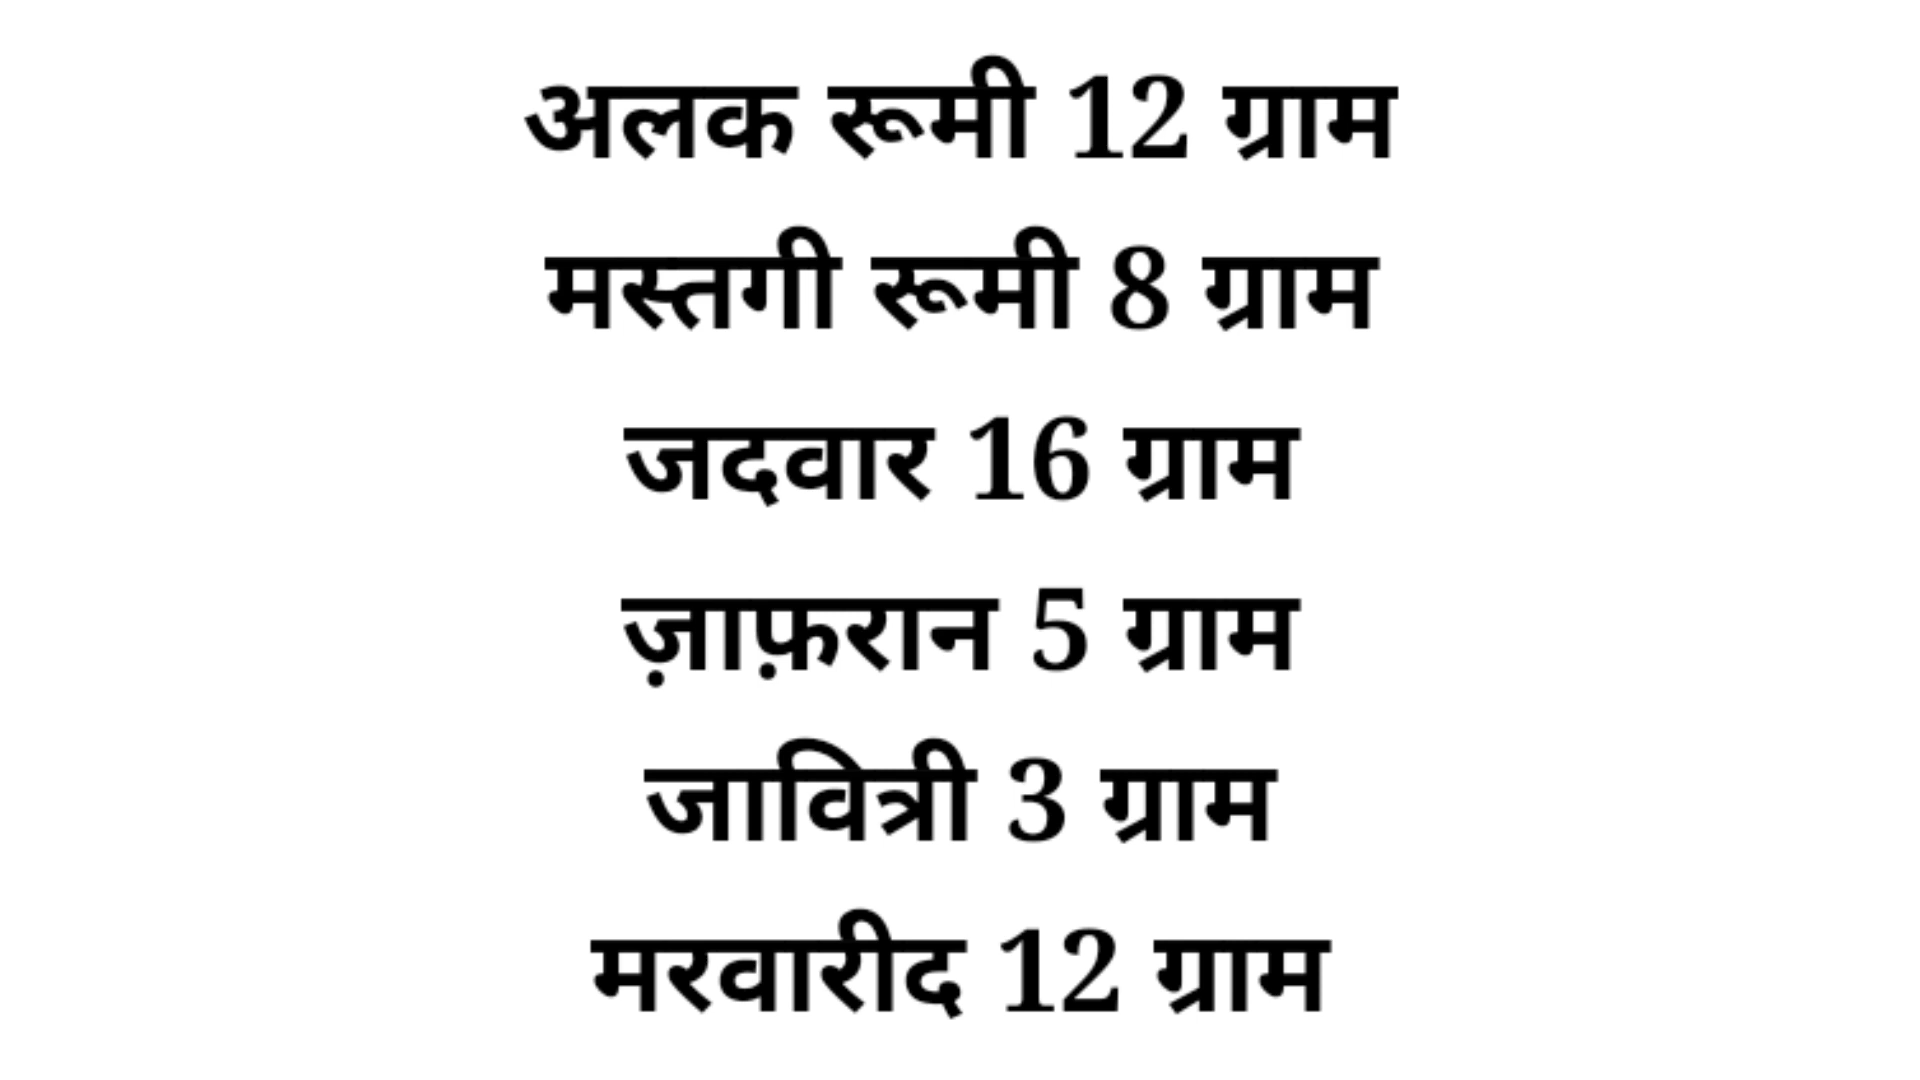 अलक रूमी 12 ग्राम
मस्तगी रूमी 8 ग्राम
जदवार 16 ग्राम
ज़ाफ़रान 5 ग्राम
जावित्री 3 ग्राम
मरवारीद 12 ग्राम